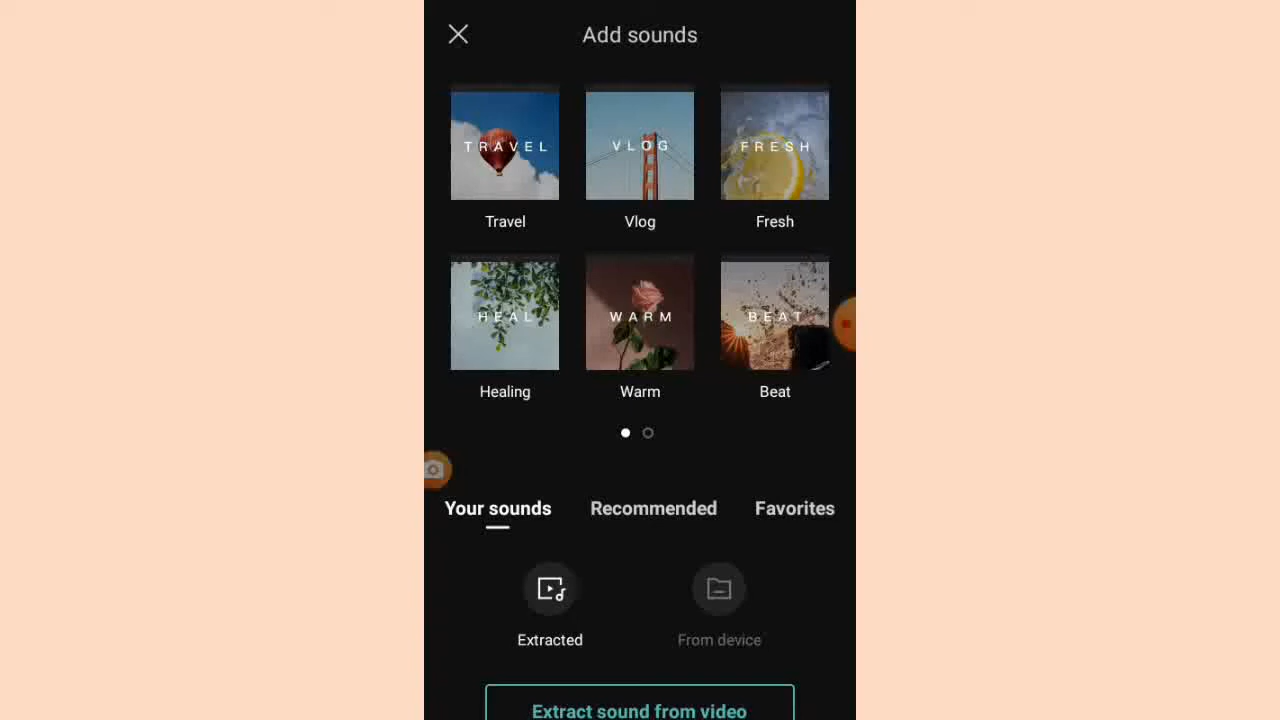 Add sounds
TRAVEL
VLOG
FRESH
Travel
Vlog
Fresh
HEAL
WARM
BEAT
Healing
Warm
Beat
Your sounds
Recommended
Favorites
Extracted
From device
Extract sound from video